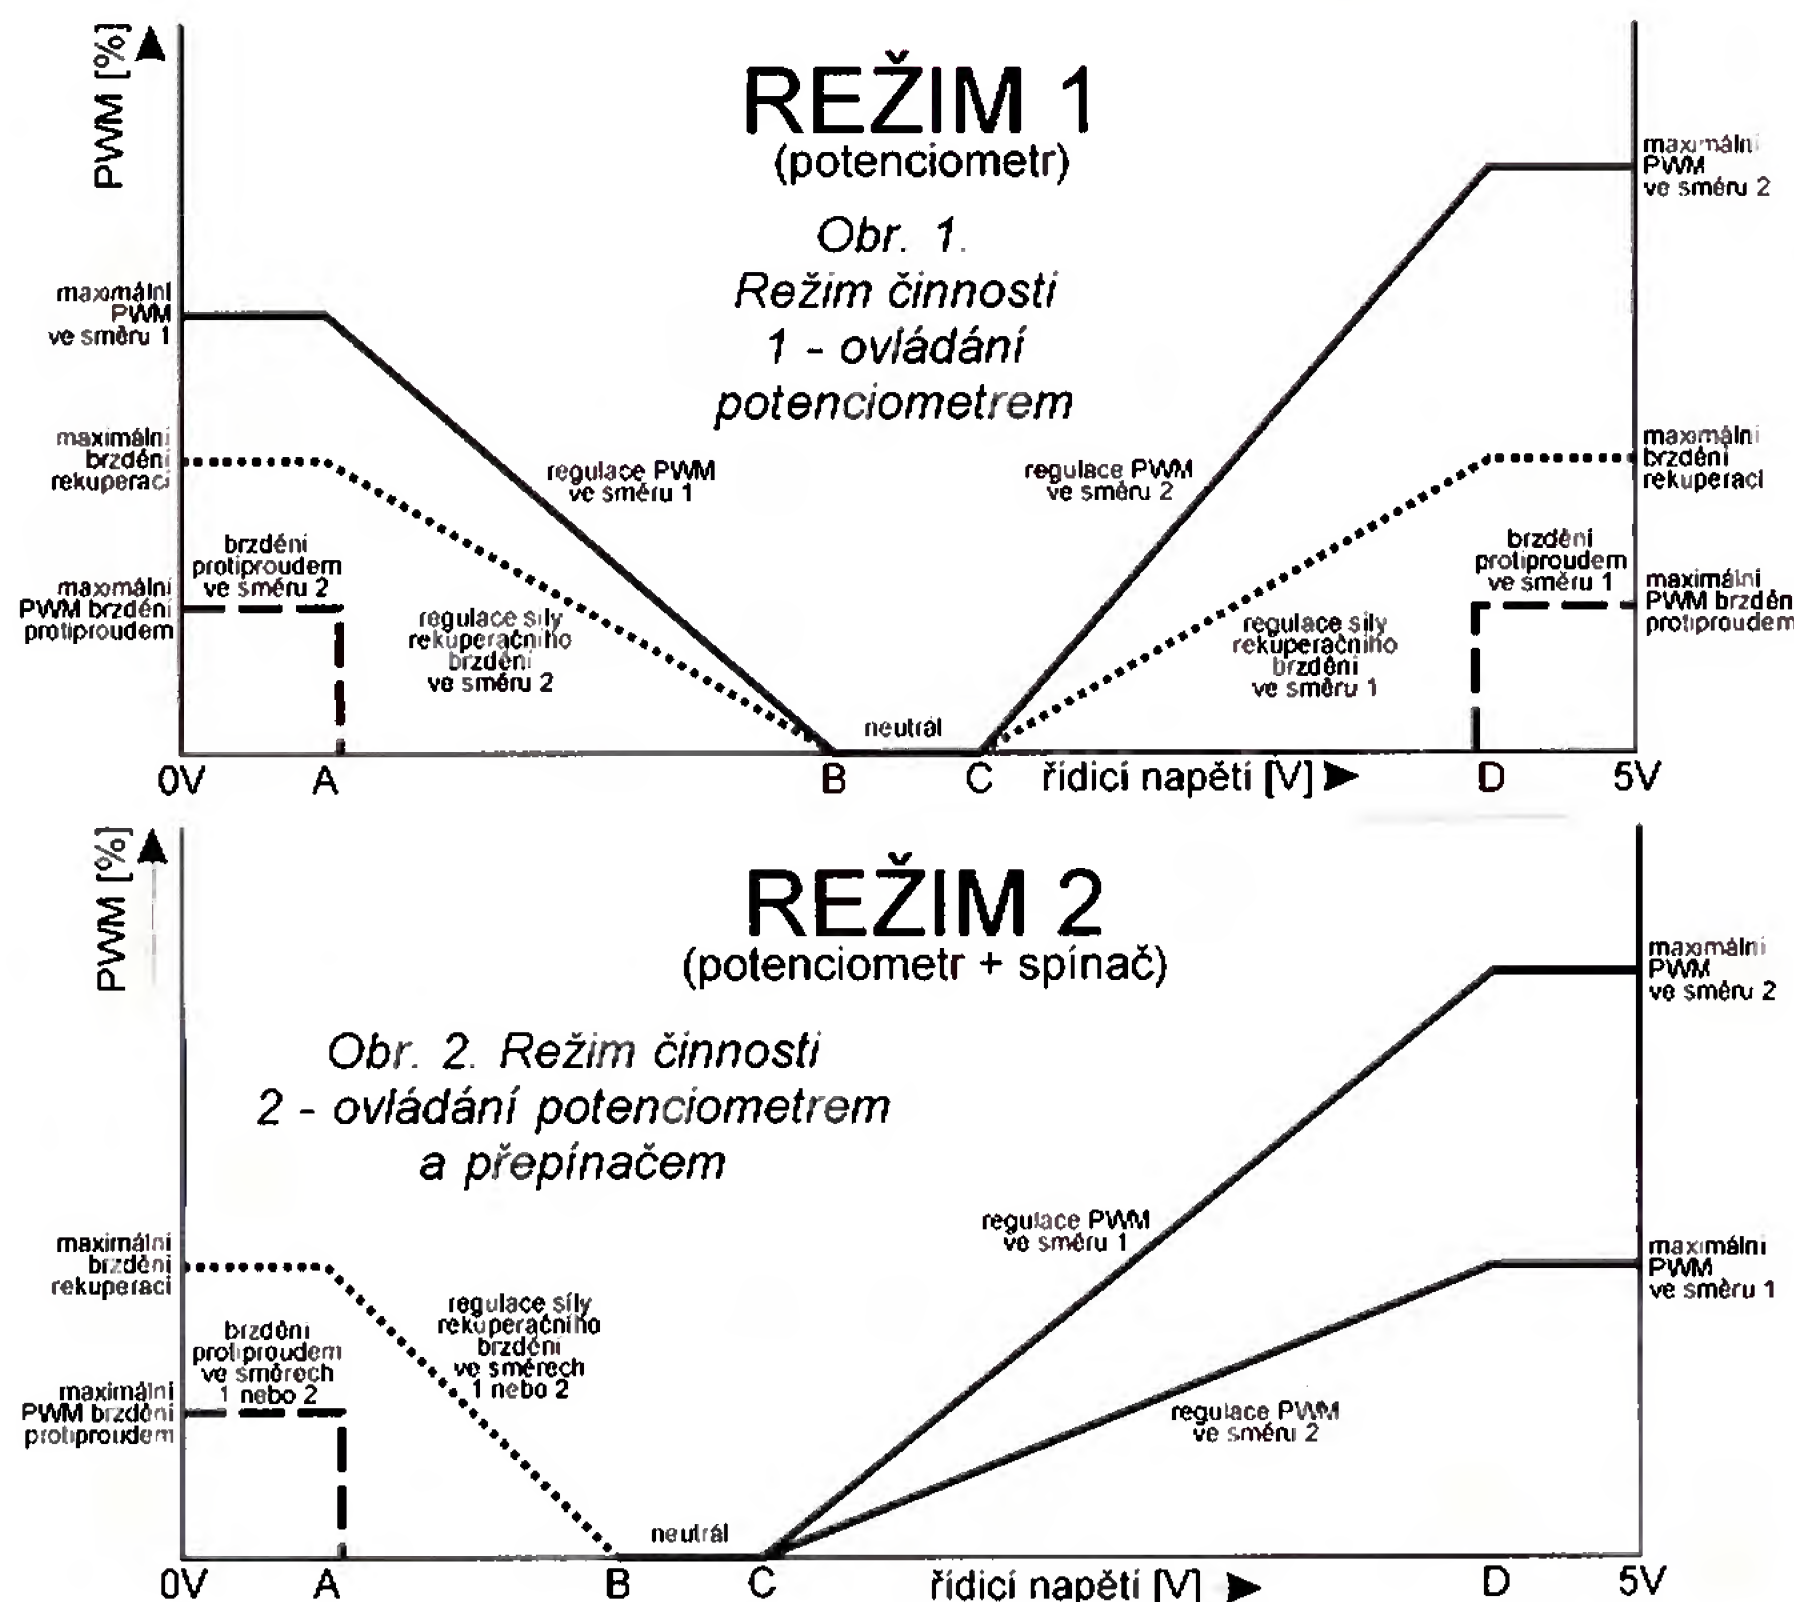 PWM [%]
REŽIM 1
(potenciometr)
Obr. 1.
Režim činnosti
1 - ovládání
potenciometrem
maximální
PWM
ve směru 1
maximální
brzdění
rekuperací
brzdění
protiproudem
ve směru 2
maximální
PWM brzdění
protiproudem
regulace PWM
ve směru 1
regulace síly
rekuperačního
brzdění
ve směru 2
neutrál
regulace PWM
ve směru 2
regulace síly
rekuperačního
brzdění
ve směru 1
brzdění
protiproudem
ve směru 1
maximální
PWM
ve směru 2
maximální
brzdění
rekuperací
maximální
PWM brzdění
protiproudem
0V A B C řídicí napětí [V] D 5V
PWM [%]
REŽIM 2
(potenciometr + spínač)
Obr. 2. Režim činnosti
2 - ovládání potenciometrem
a přepínačem
maximální
brzdění
rekuperací
brzdění
protiproudem
ve směrech
1 nebo 2
maximální
PWM brzdění
protiproudem
regulace síly
rekuperačního
brzdění
ve směrech
1 nebo 2
neutrál
regulace PWM
ve směru 1
regulace PWM
ve směru 2
maximální
PWM
ve směru 2
maximální
PWM
ve směru 1
0V A B C řídicí napětí [V] D 5V